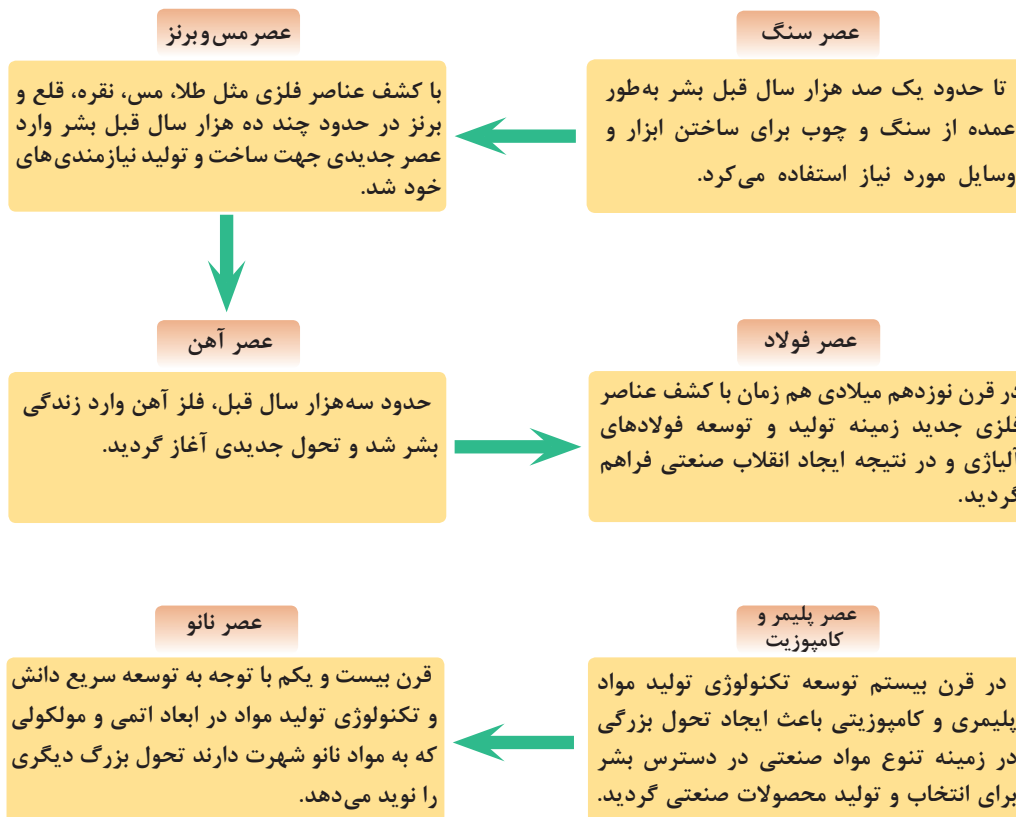 عصر سنگ
تا حدود یک صد هزار سال قبل بشر به‌طور
عمده از سنگ و چوب برای ساختن ابزار و
وسایل مورد نیاز استفاده می‌کرد.
عصر مس و برنز
با کشف عناصر فلزی مثل طلا، مس، نقره، قلع و
برنز در حدود چند ده هزار سال قبل بشر وارد
عصر جدیدی جهت ساخت و تولید نیازمندی‌های
خود شد.
عصر آهن
حدود سه‌هزار سال قبل، فلز آهن وارد زندگی
بشر شد و تحول جدیدی آغاز گردید.
عصر فولاد
در قرن نوزدهم میلادی هم زمان با کشف عناصر
فلزی جدید زمینه تولید و توسعه فولادهای
آلیاژی و در نتیجه ایجاد انقلاب صنعتی فراهم
گردید.
عصر پلیمر و
کامپوزیت
در قرن بیستم توسعه تکنولوژی تولید مواد
پلیمری و کامپوزیتی باعث ایجاد تحول بزرگی
در زمینه تنوع مواد صنعتی در دسترس بشر
برای انتخاب و تولید محصولات صنعتی گردید.
عصر نانو
قرن بیست و یکم با توجه به توسعه سریع دانش
و تکنولوژی تولید مواد در ابعاد اتمی و مولکولی
که به مواد نانو شهرت دارند تحول بزرگ دیگری
را نوید می‌دهد.